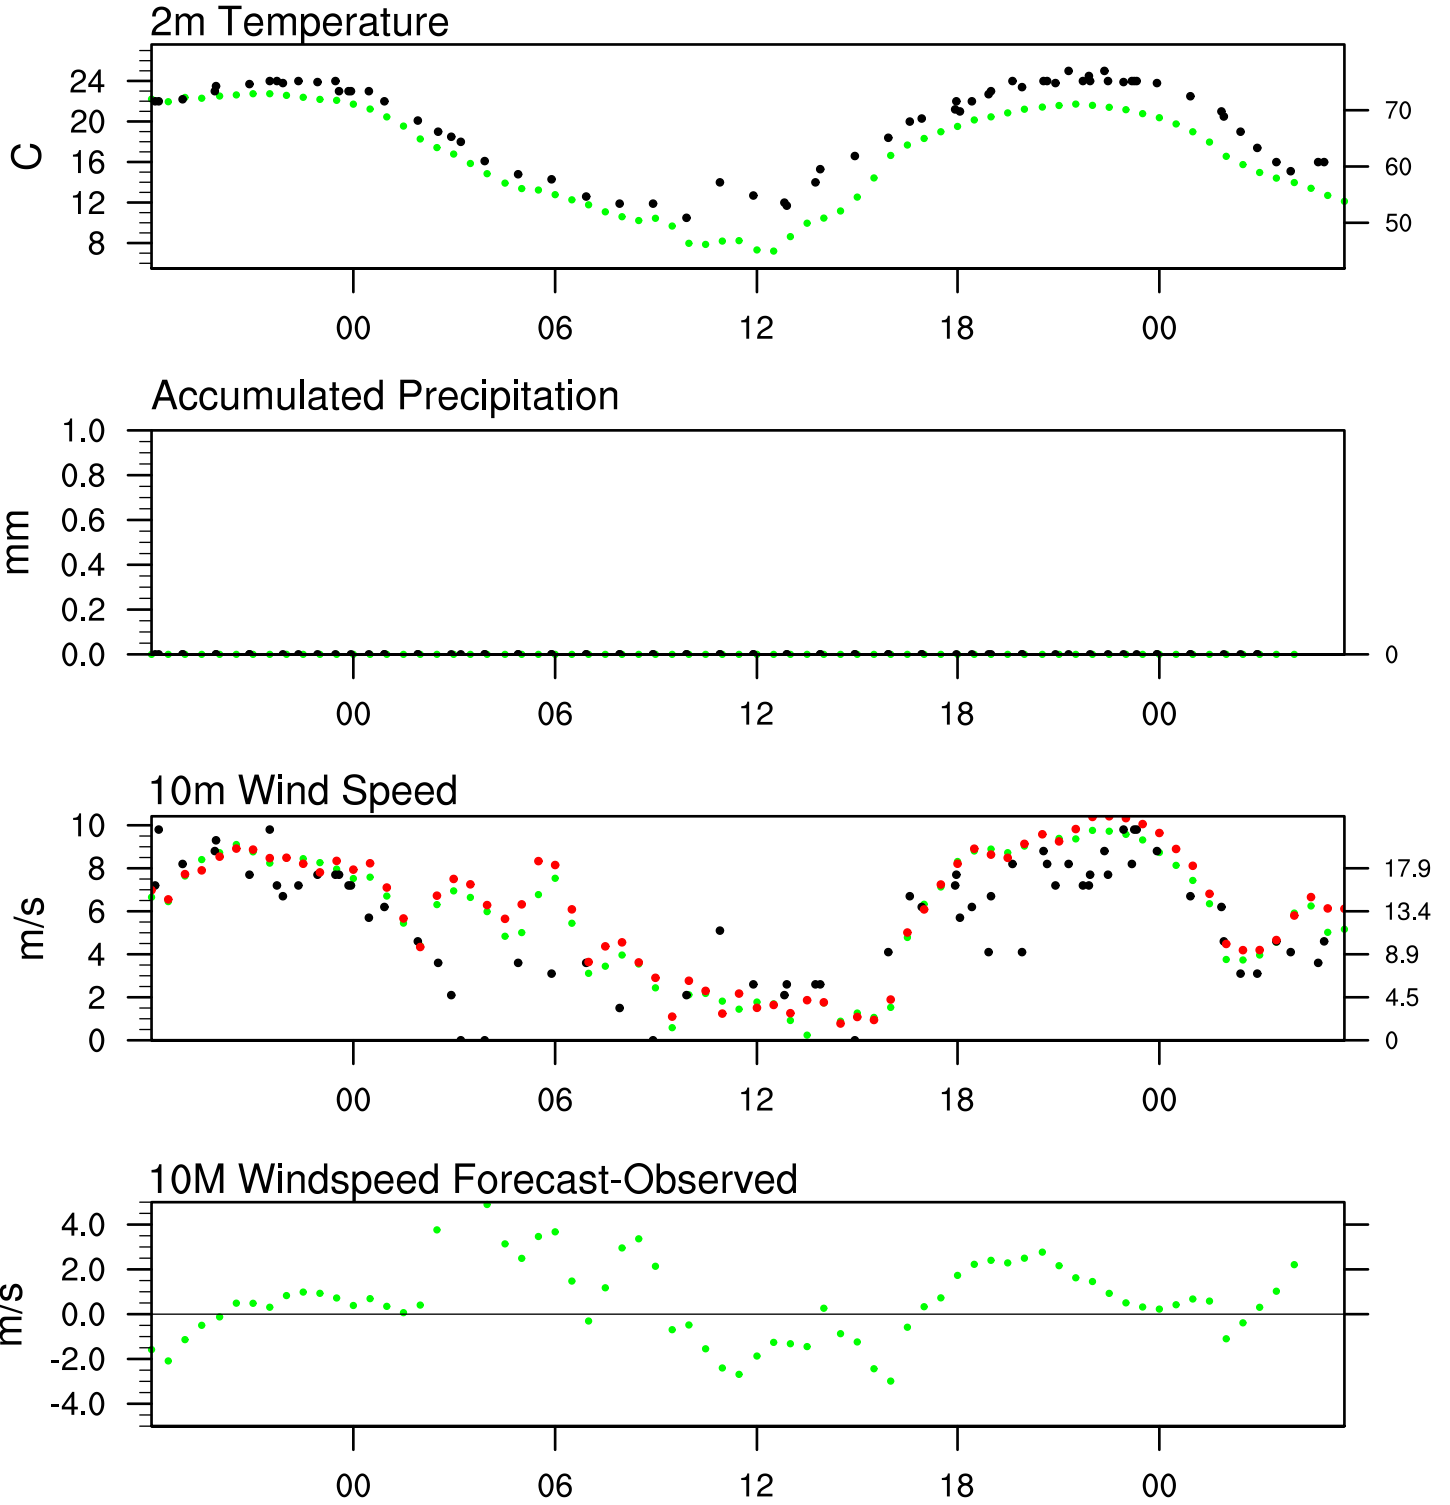 2m Temperature
24
20
16
12
8
C
70
60
50
00 06 12 18 00
Accumulated Precipitation
1.0
0.8
0.6
0.4
0.2
0.0
mm
0
00 06 12 18 00
10m Wind Speed
10
8
6
4
2
0
m/s
17.9
13.4
8.9
4.5
0
00 06 12 18 00
10M Windspeed Forecast-Observed
4.0
2.0
0.0
-2.0
-4.0
m/s
00 06 12 18 00